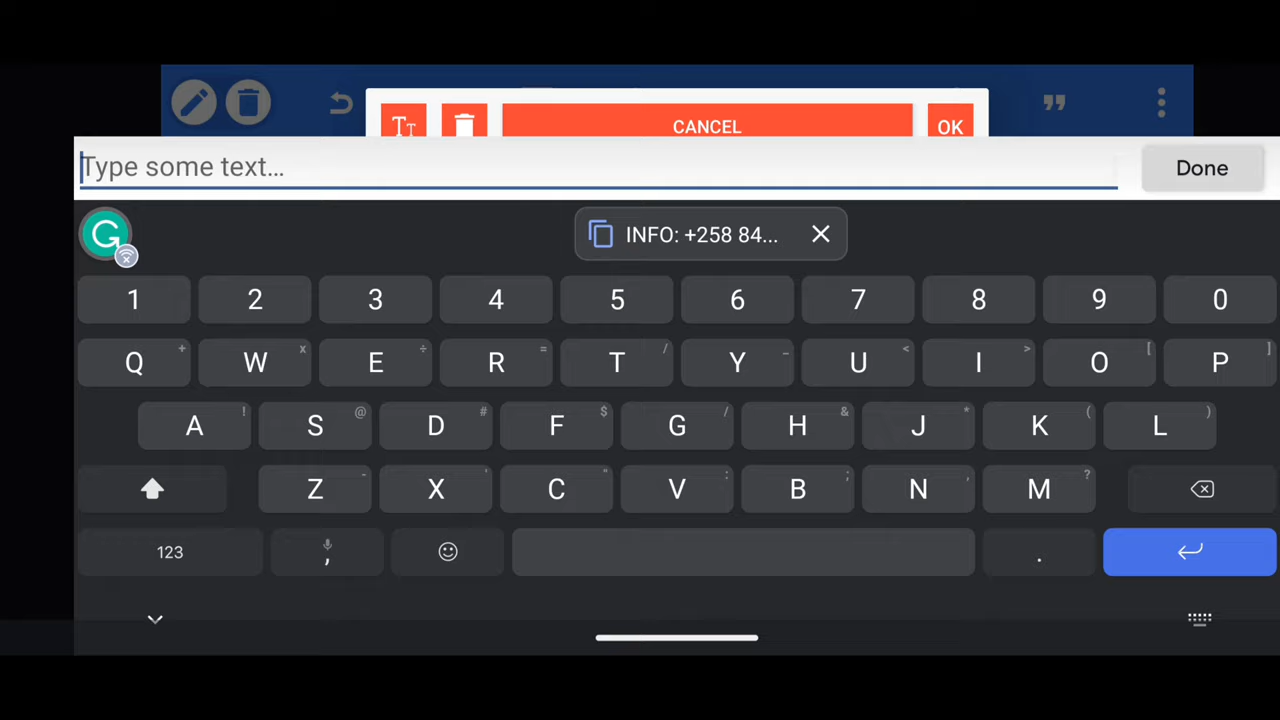 CANCEL
OK
Type some text...
Done
INFO: +258 84...
1 2 3 4 5 6 7 8 9 0
Q + W x E ÷ R = T / Y _ U < I > O [ P ]
A ! S @ D # F $ G / H & J * K ( L )
Z - X ' C " V : B ; N , M ?
123 , .